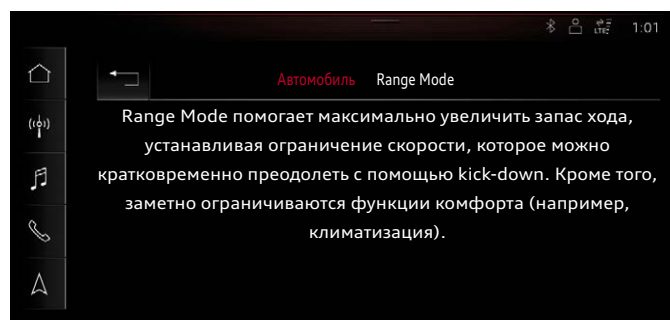 LTE 1:01
Автомобиль Range Mode
Range Mode помогает максимально увеличить запас хода,
устанавливая ограничение скорости, которое можно
кратковременно преодолеть с помощью kick-down. Кроме того,
заметно ограничиваются функции комфорта (например,
климатизация).